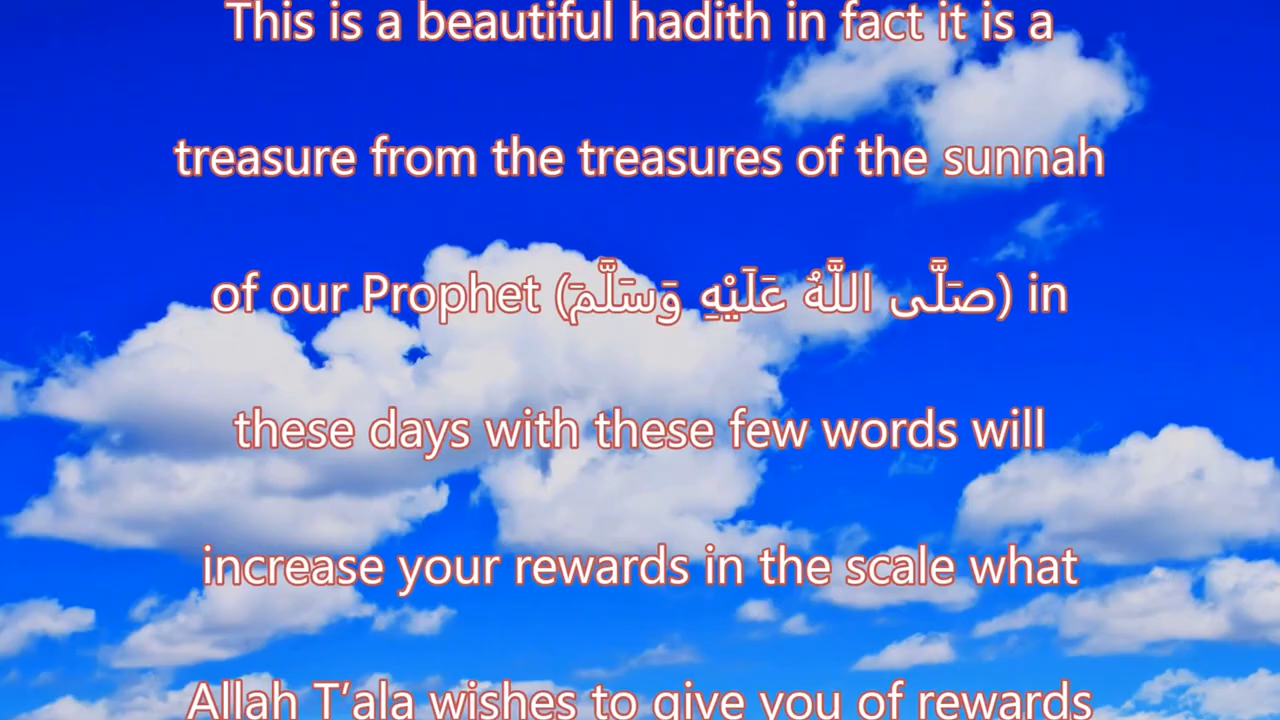 This is a beautiful hadith in fact it is a
treasure from the treasures of the sunnah
of our Prophet (صَلَّى اللَّهُ عَلَيْهِ وَسَلَّمَ) in
these days with these few words will
increase your rewards in the scale what
Allah T’ala wishes to give you of rewards